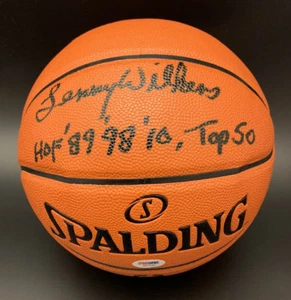 Lenny Wilkens
HOF '89 '98 '10, Top 50
S
SPALDING